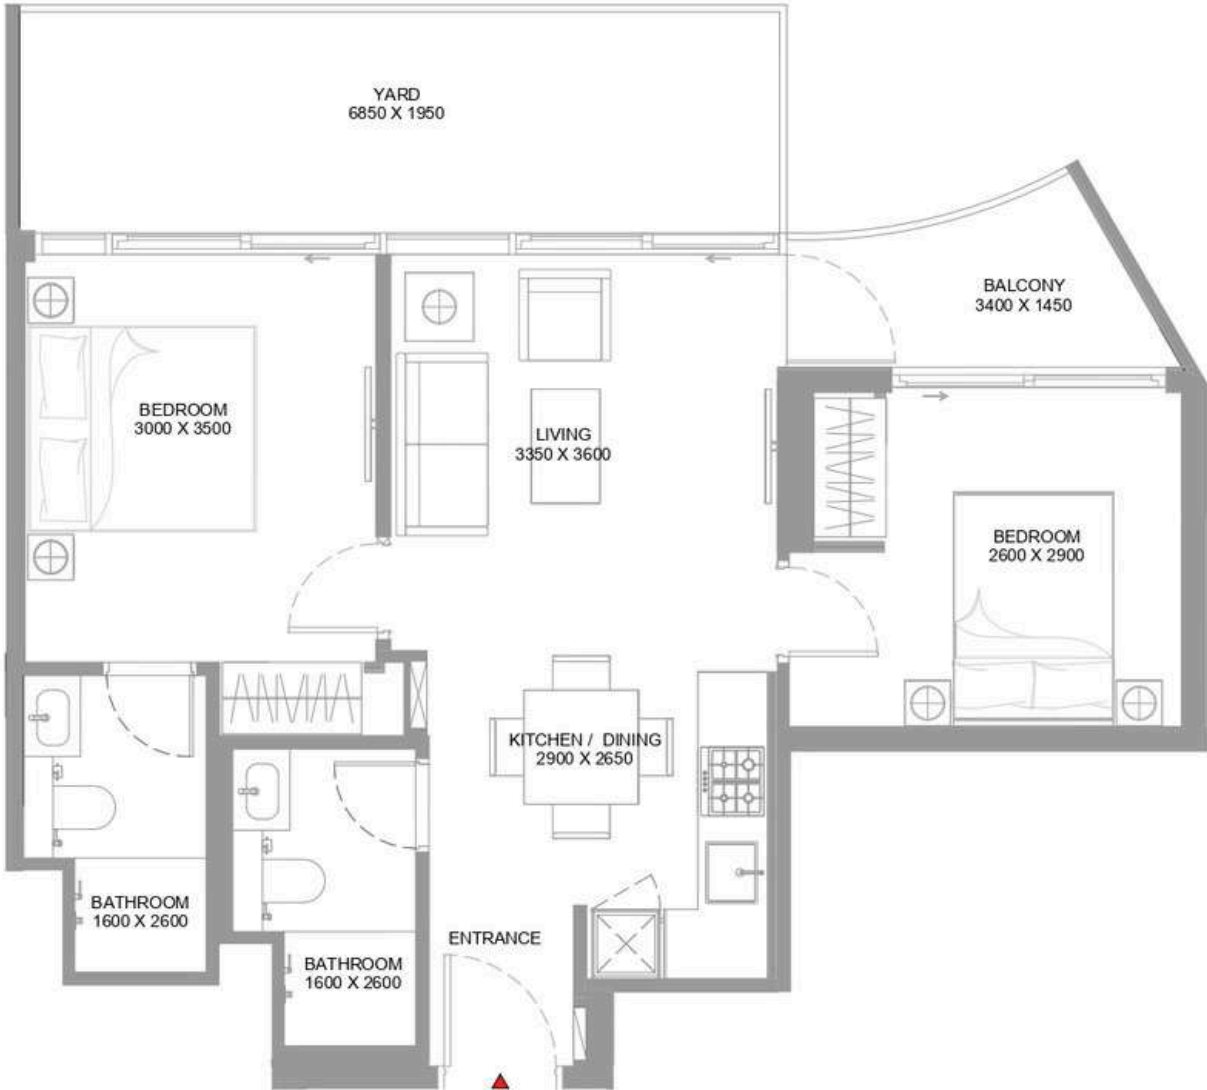 YARD
6850 X 1950
BALCONY
3400 X 1450
BEDROOM
3000 X 3500
LIVING
3350 X 3600
BEDROOM
2600 X 2900
KITCHEN / DINING
2900 X 2650
BATHROOM
1600 X 2600
ENTRANCE
BATHROOM
1600 X 2600